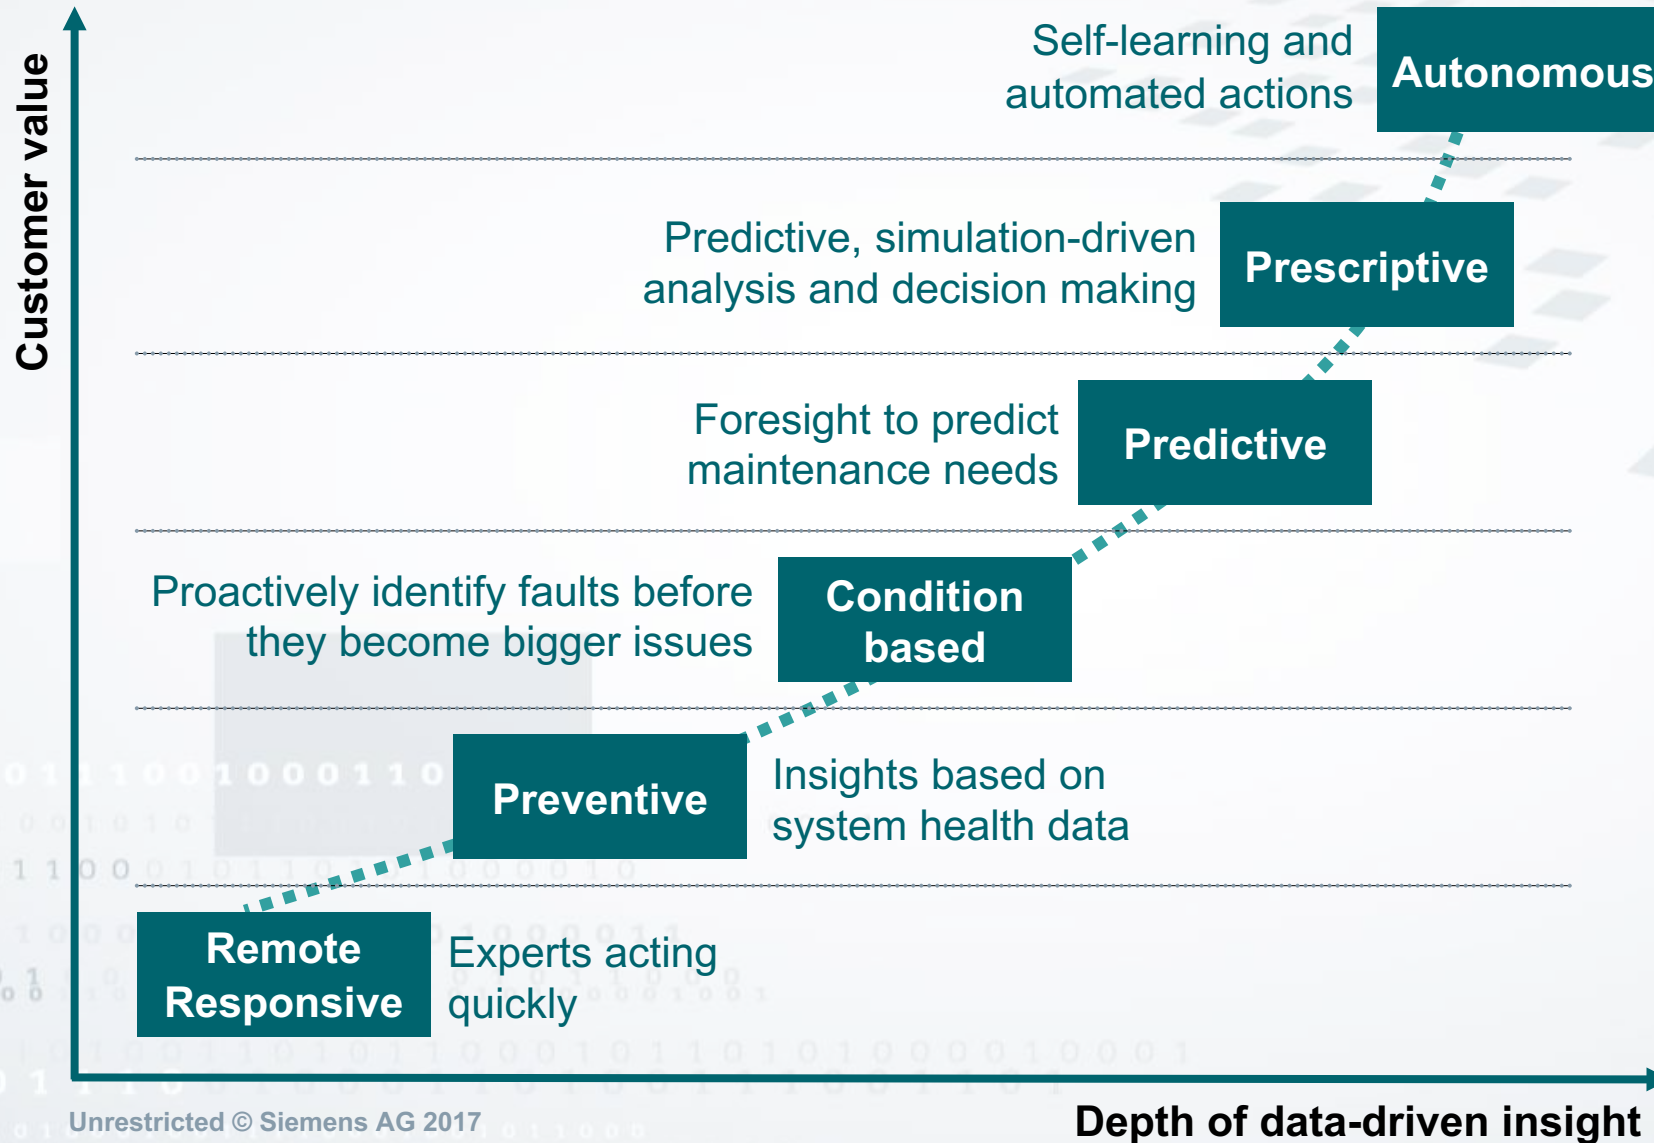 Customer value
Self-learning and
automated actions
Autonomous
Predictive, simulation-driven
analysis and decision making
Prescriptive
Foresight to predict
maintenance needs
Predictive
Proactively identify faults before
they become bigger issues
Condition
based
Preventive
Insights based on
system health data
Remote
Responsive
Experts acting
quickly
Unrestricted © Siemens AG 2017
Depth of data-driven insight